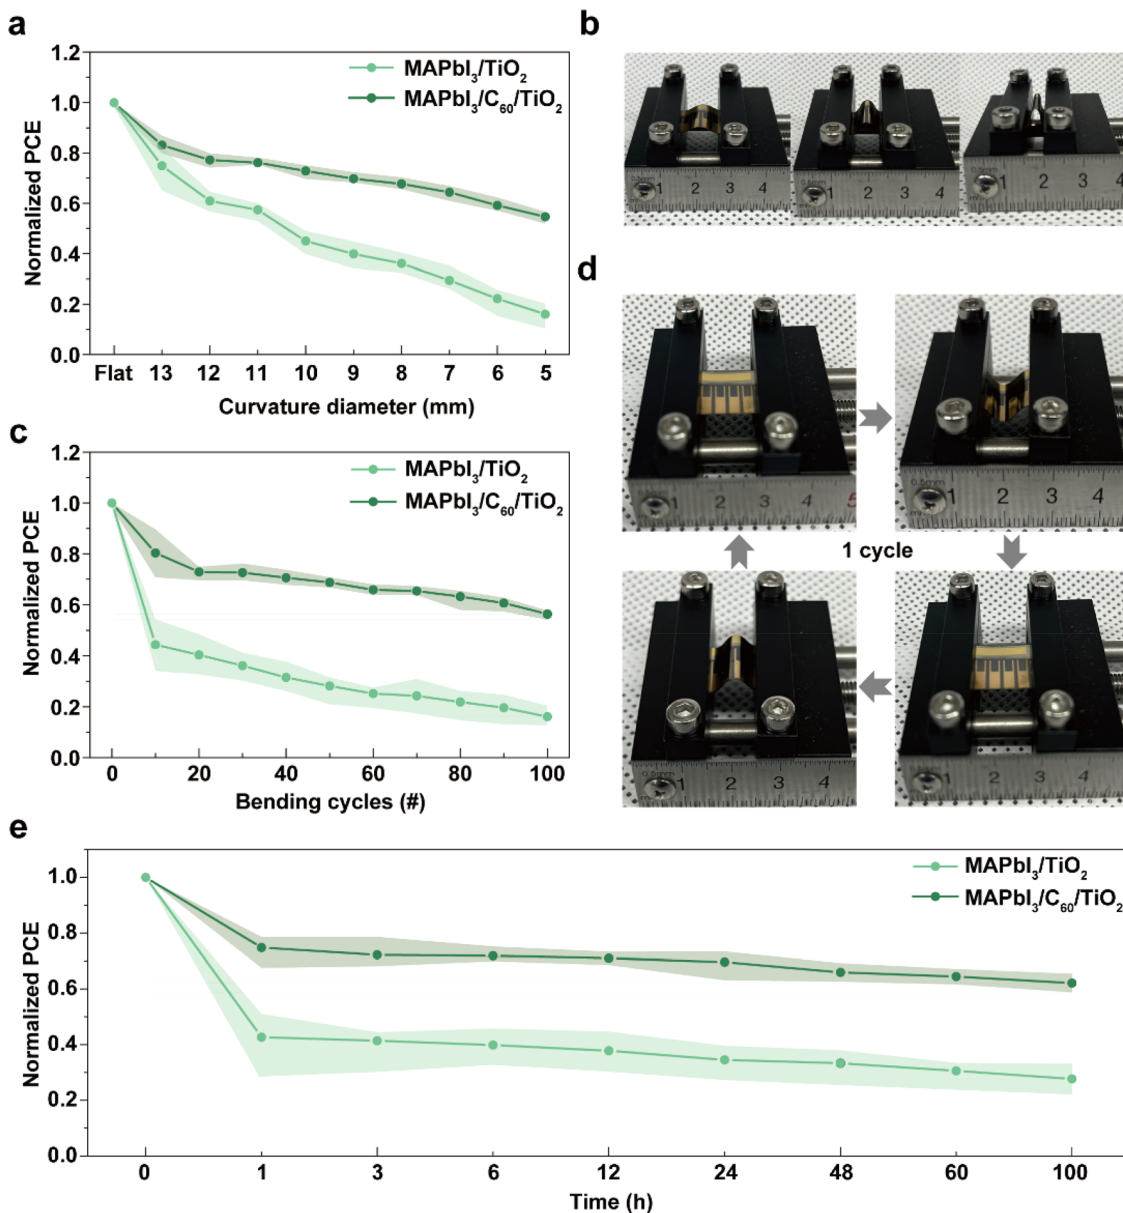 a
1.2
1.0
0.8
0.6
0.4
0.2
0.0
Normalized PCE
MAPbI₃/TiO₂
MAPbI₃/C₆₀/TiO₂
Flat 13 12 11 10 9 8 7 6 5
Curvature diameter (mm)
b
0.5mm 1 2 3 4
1 2 3 4
1 2 3 4
c
1.2
1.0
0.8
0.6
0.4
0.2
0.0
Normalized PCE
MAPbI₃/TiO₂
MAPbI₃/C₆₀/TiO₂
0 20 40 60 80 100
Bending cycles (#)
d
1 2 3 4 5
0.5mm 1 2 3 4
1 cycle
1 2 3 4
1 2 3 4
e
1.0
0.8
0.6
0.4
0.2
0.0
Normalized PCE
MAPbI₃/TiO₂
MAPbI₃/C₆₀/TiO₂
0 1 3 6 12 24 48 60 100
Time (h)